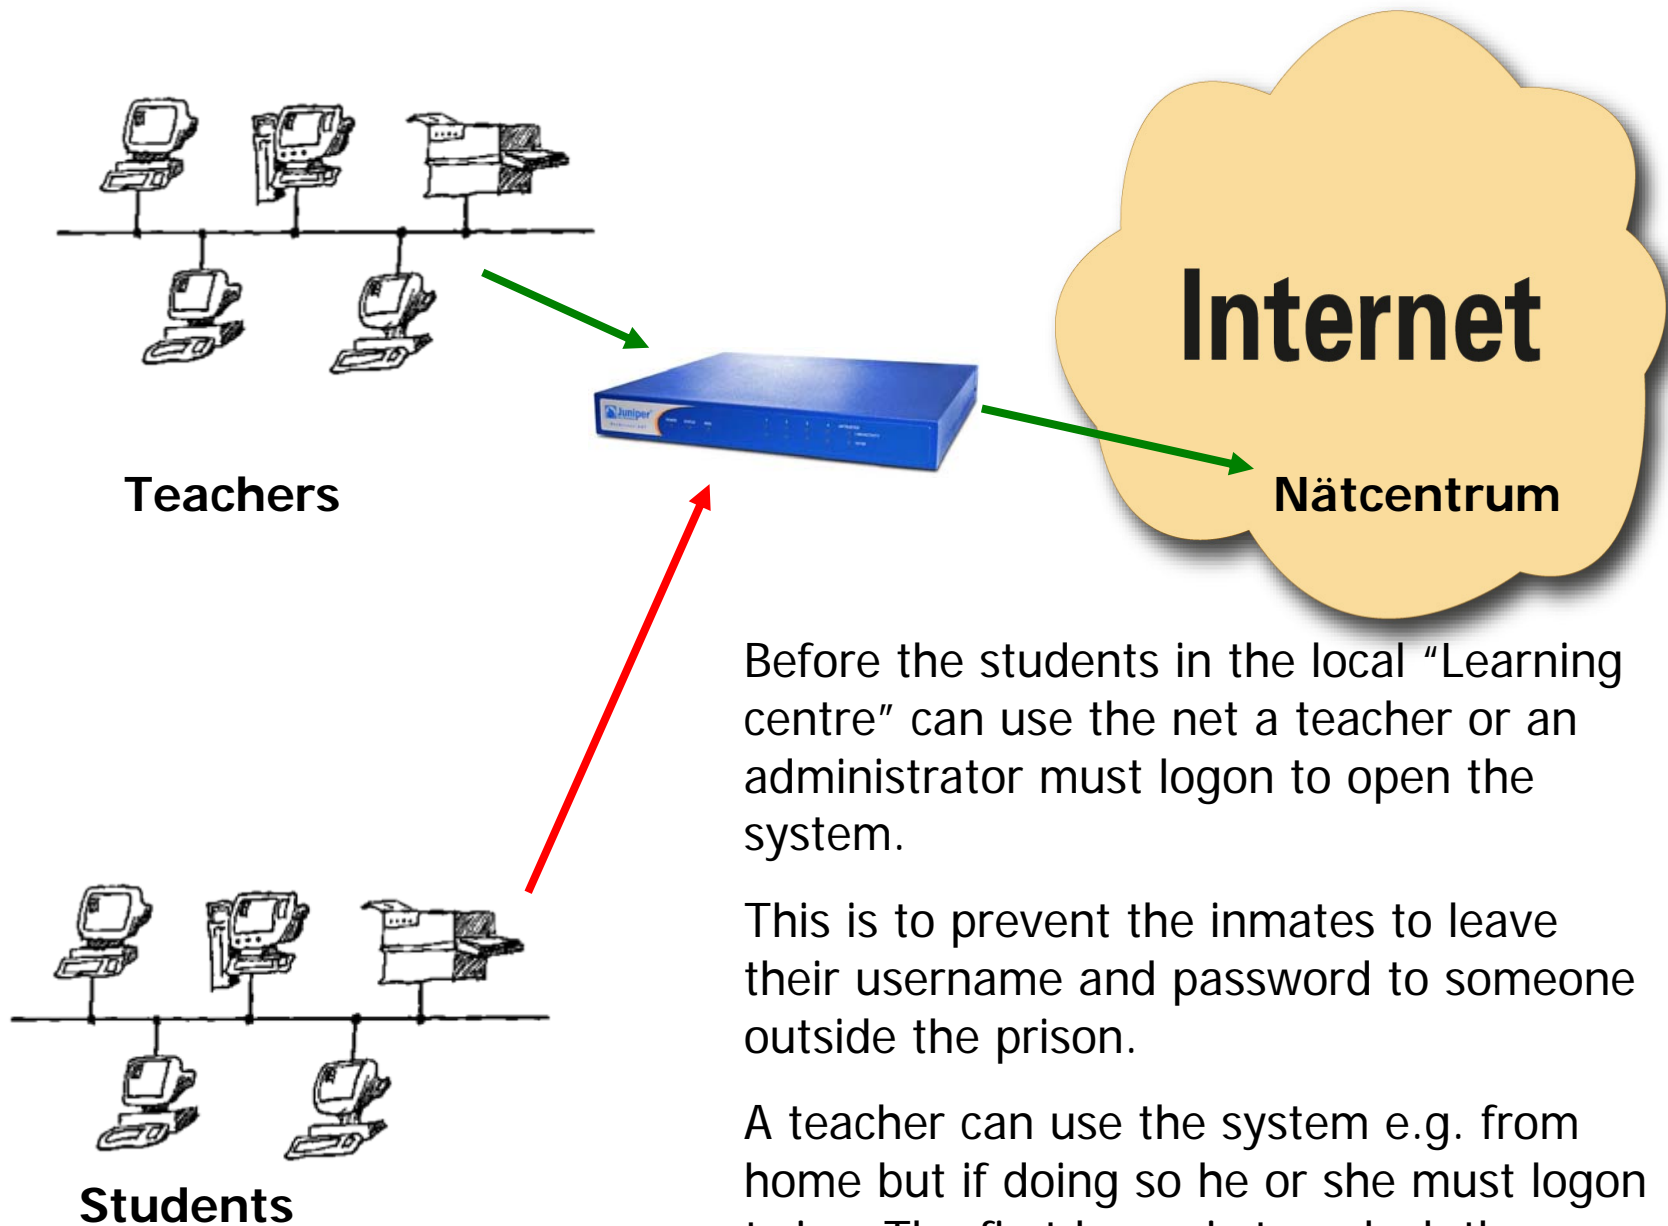 Internet
Juniper
Teachers
Nätcentrum
Before the students in the local “Learning
centre” can use the net a teacher or an
administrator must logon to open the
system.
This is to prevent the inmates to leave
their username and password to someone
outside the prison.
A teacher can use the system e.g. from
home but if doing so he or she must logon
Students